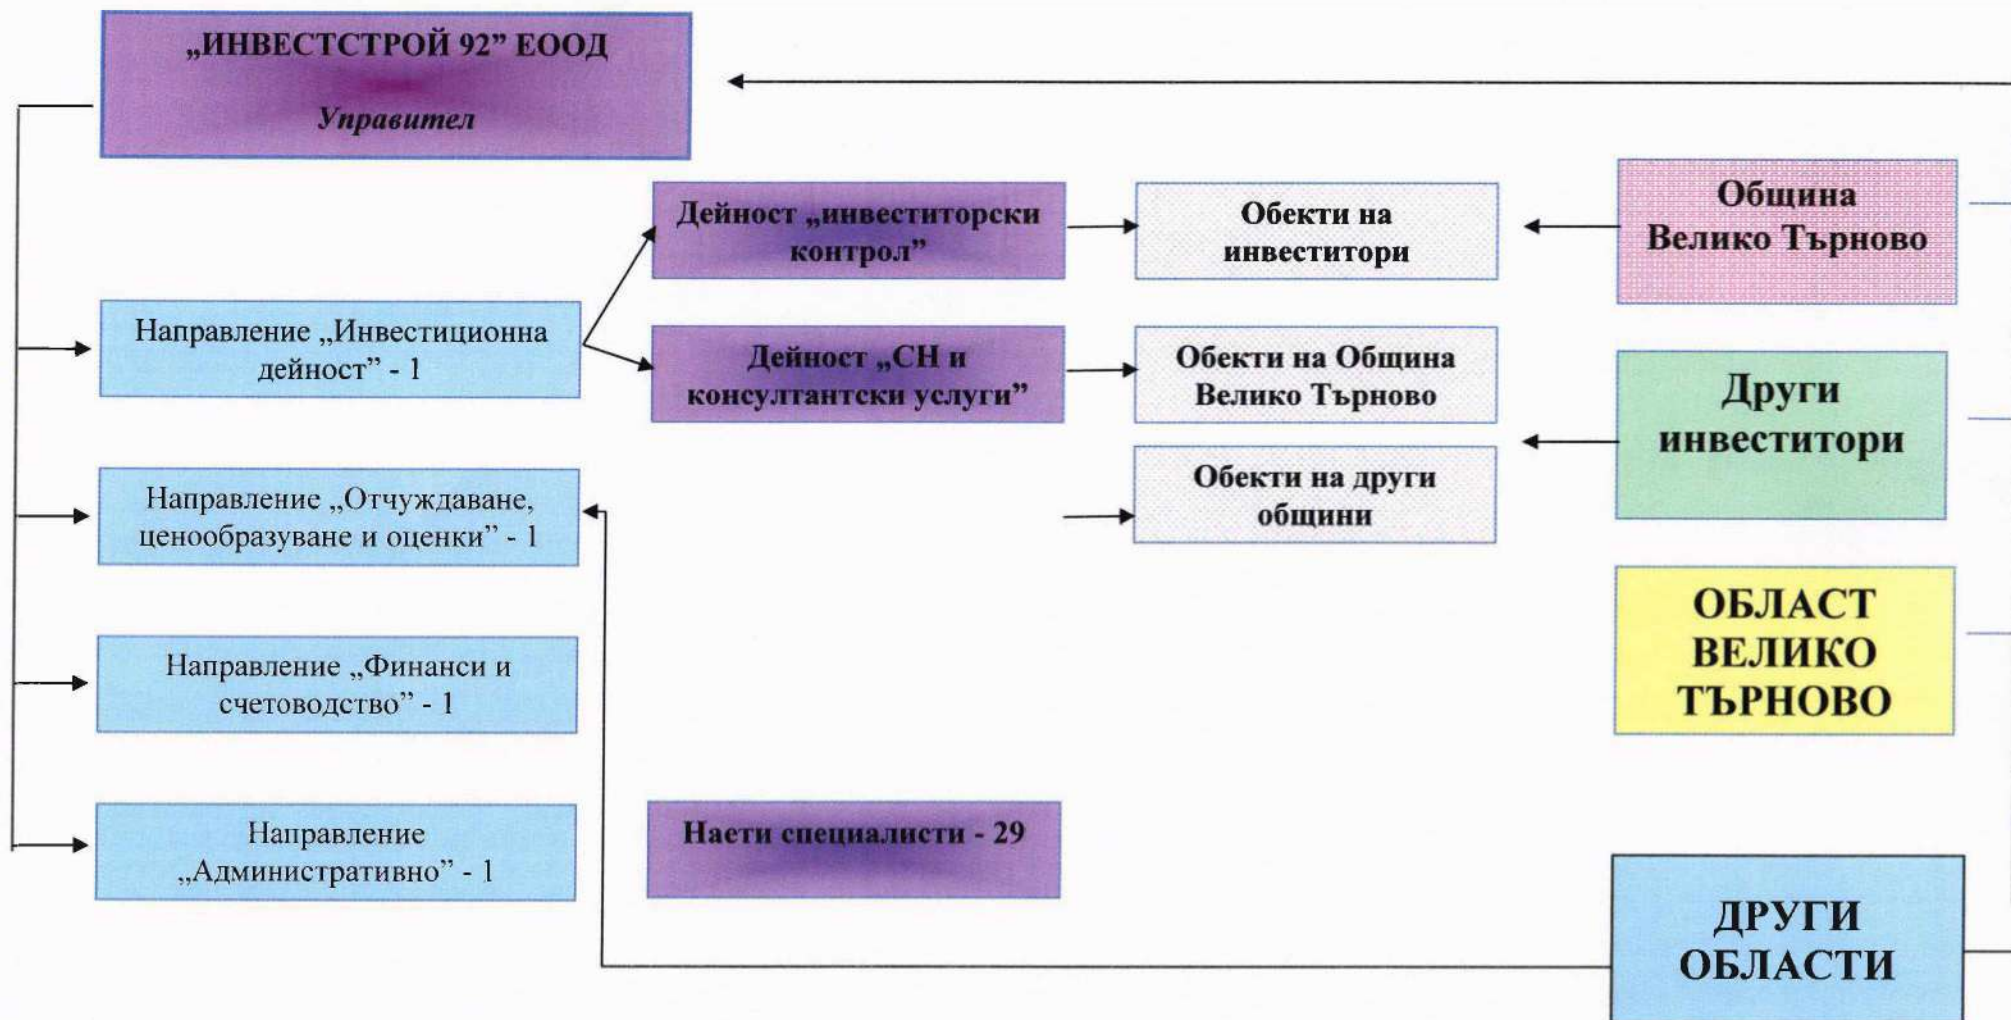 „ИНВЕСТСТРОЙ 92” ЕООД
Управител
Дейност „инвеститорски
контрол”
Обекти на
инвеститори
Община
Велико Търново
Направление „Инвестиционна
дейност” - 1
Дейност „СН и
консултантски услуги”
Обекти на Община
Велико Търново
Други
инвеститори
Направление „Отчуждаване,
ценообразуване и оценки” - 1
Обекти на други
общини
ОБЛАСТ
ВЕЛИКО
ТЪРНОВО
Направление „Финанси и
счетоводство” - 1
Направление
„Административно” - 1
Наети специалисти - 29
ДРУГИ
ОБЛАСТИ